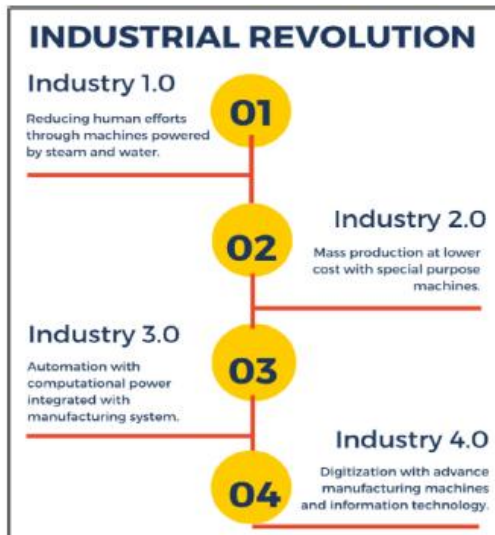 INDUSTRIAL REVOLUTION
Industry 1.0
Reducing human efforts
through machines powered
by steam and water.
01
Industry 2.0
02
Mass production at lower
cost with special purpose
machines.
Industry 3.0
Automation with
computational power
integrated with
manufacturing system.
03
Industry 4.0
Digitization with advance
manufacturing machines
and information technology.
04